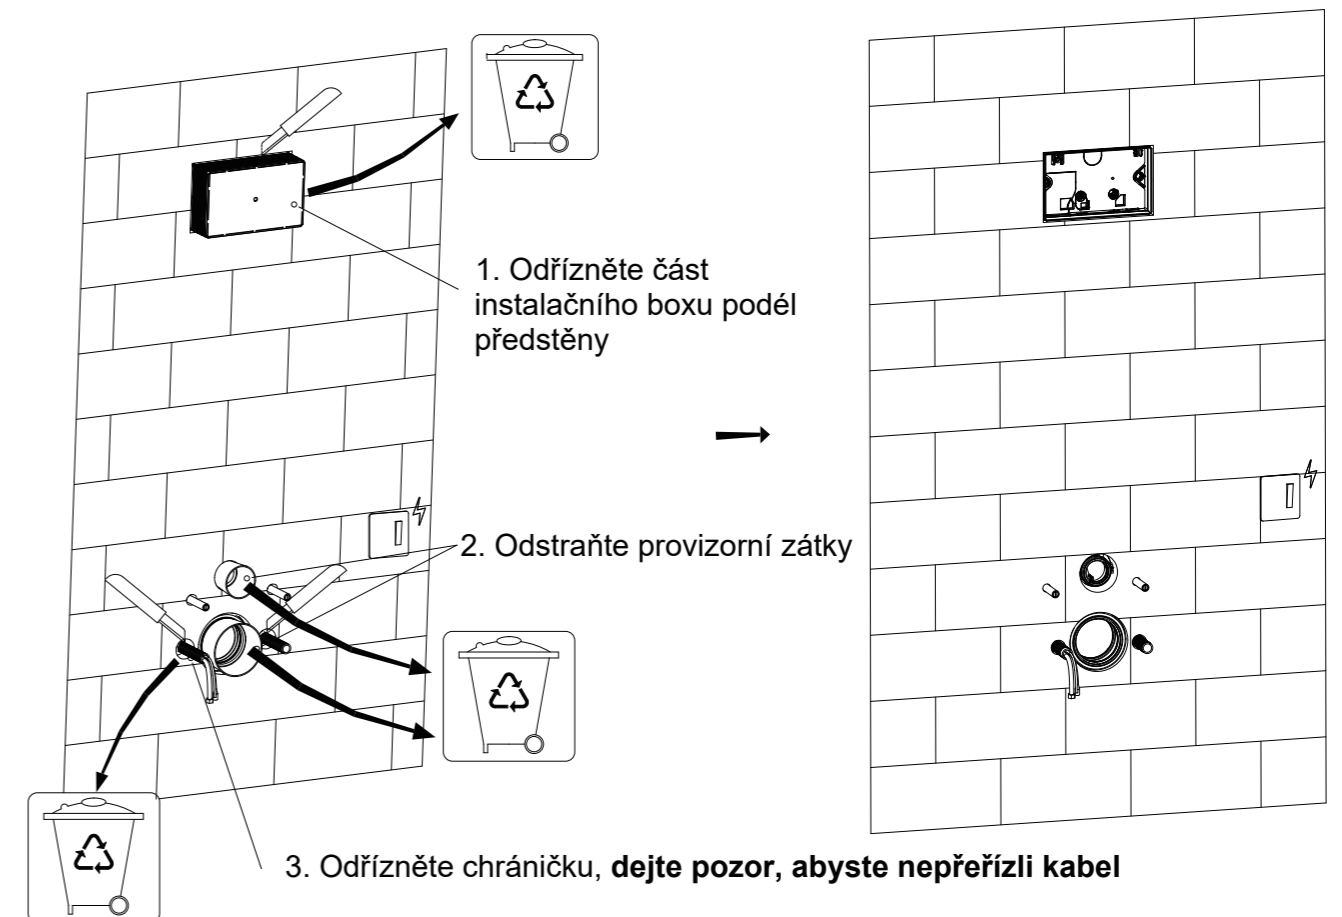 1. Odřízněte část
instalačního boxu podél
předstěny
2. Odstraňte provizorní zátky
3. Odřízněte chráničku, dejte pozor, abyste nepřeřízli kabel